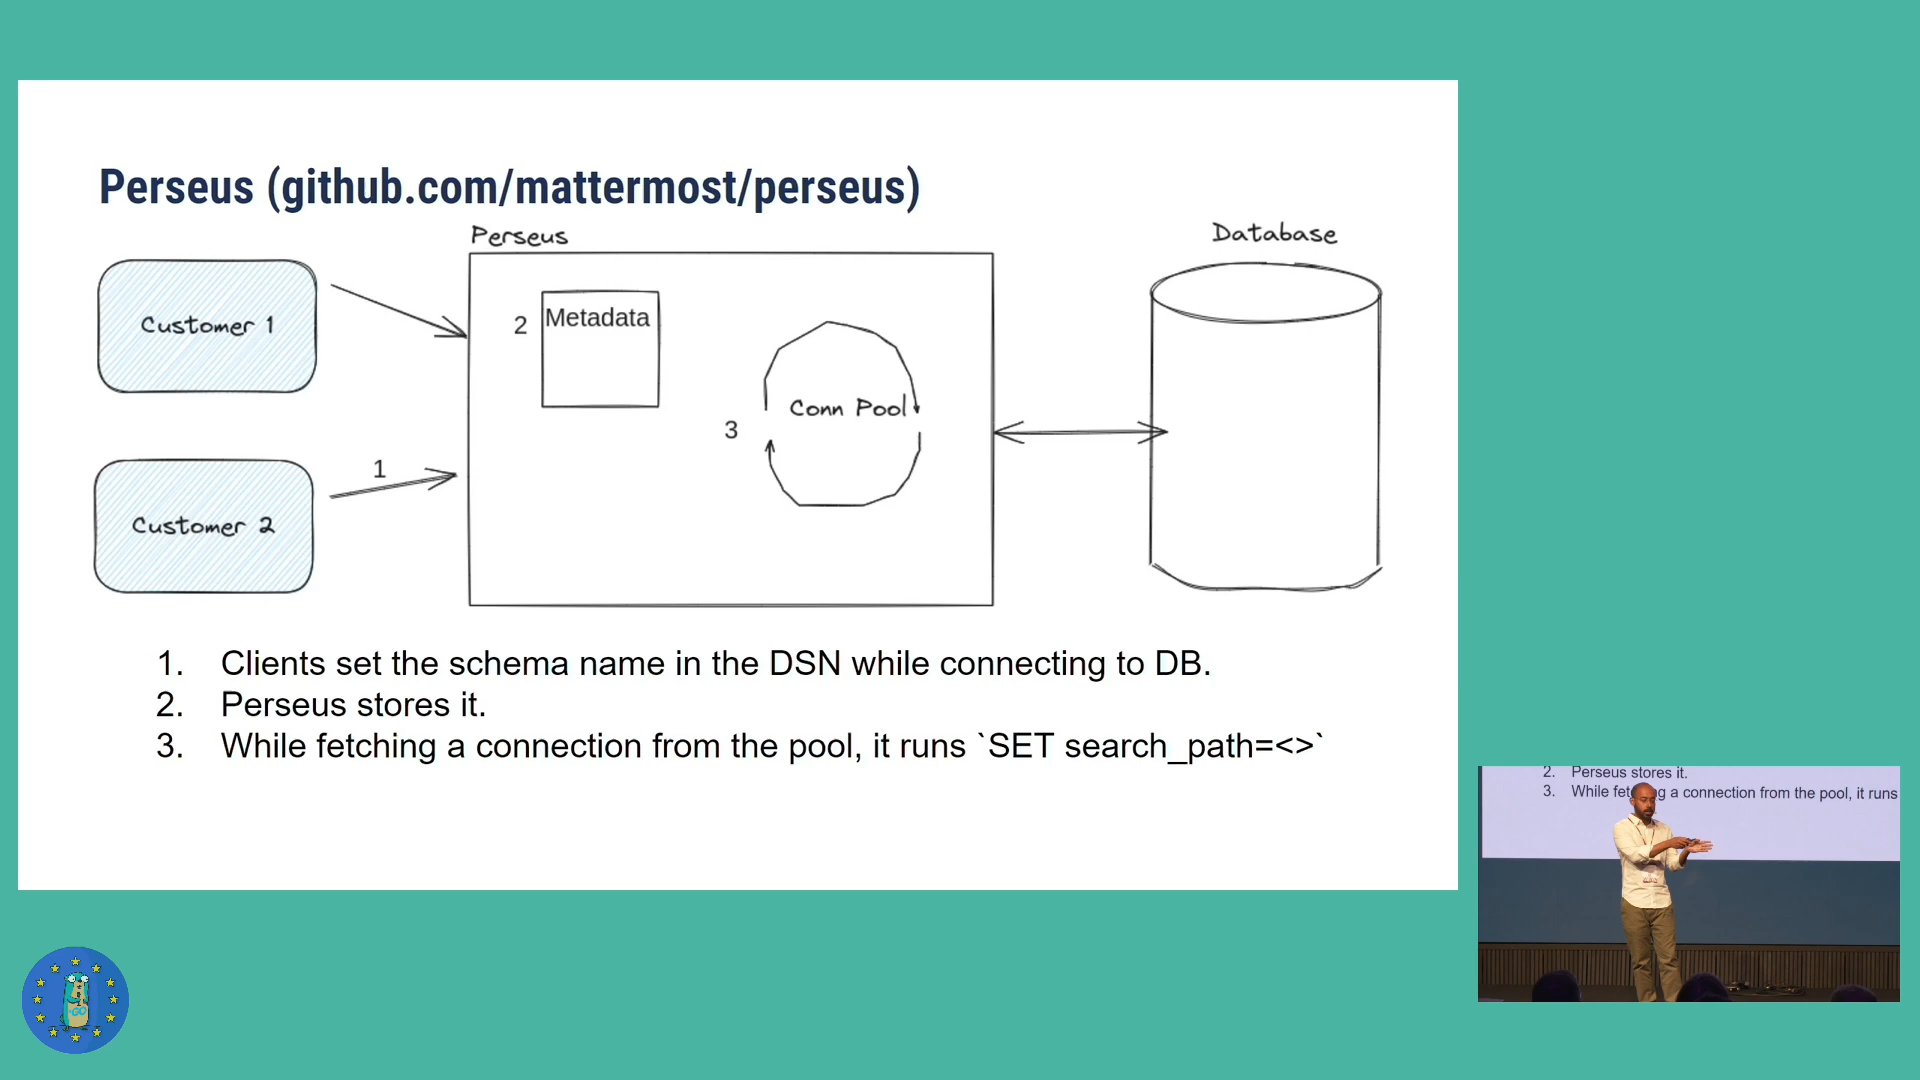 Perseus (github.com/mattermost/perseus)
Perseus
Database
Customer 1
2
Metadata
Conn Pool
3
1
Customer 2
1. Clients set the schema name in the DSN while connecting to DB.
2. Perseus stores it.
3. While fetching a connection from the pool, it runs `SET search_path=<>`
2. Perseus stores it.
3. While fet g a connection from the pool, it runs
GO